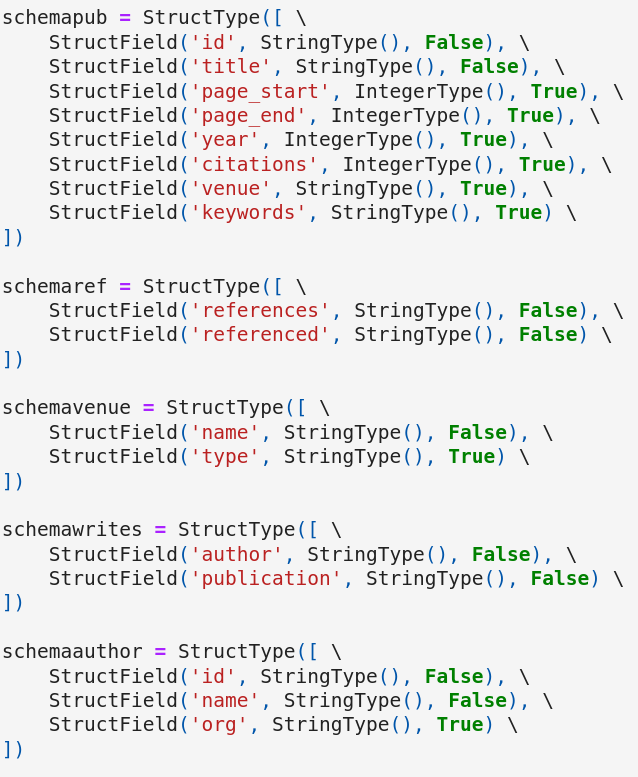 schemapub = StructType([ \
    StructField('id', StringType(), False), \
    StructField('title', StringType(), False), \
    StructField('page_start', IntegerType(), True), \
    StructField('page_end', IntegerType(), True), \
    StructField('year', IntegerType(), True), \
    StructField('citations', IntegerType(), True), \
    StructField('venue', StringType(), True), \
    StructField('keywords', StringType(), True) \
])
schemaref = StructType([ \
    StructField('references', StringType(), False), \
    StructField('referenced', StringType(), False) \
])
schemavenue = StructType([ \
    StructField('name', StringType(), False), \
    StructField('type', StringType(), True) \
])
schemawrites = StructType([ \
    StructField('author', StringType(), False), \
    StructField('publication', StringType(), False) \
])
schemaauthor = StructType([ \
    StructField('id', StringType(), False), \
    StructField('name', StringType(), False), \
    StructField('org', StringType(), True) \
])